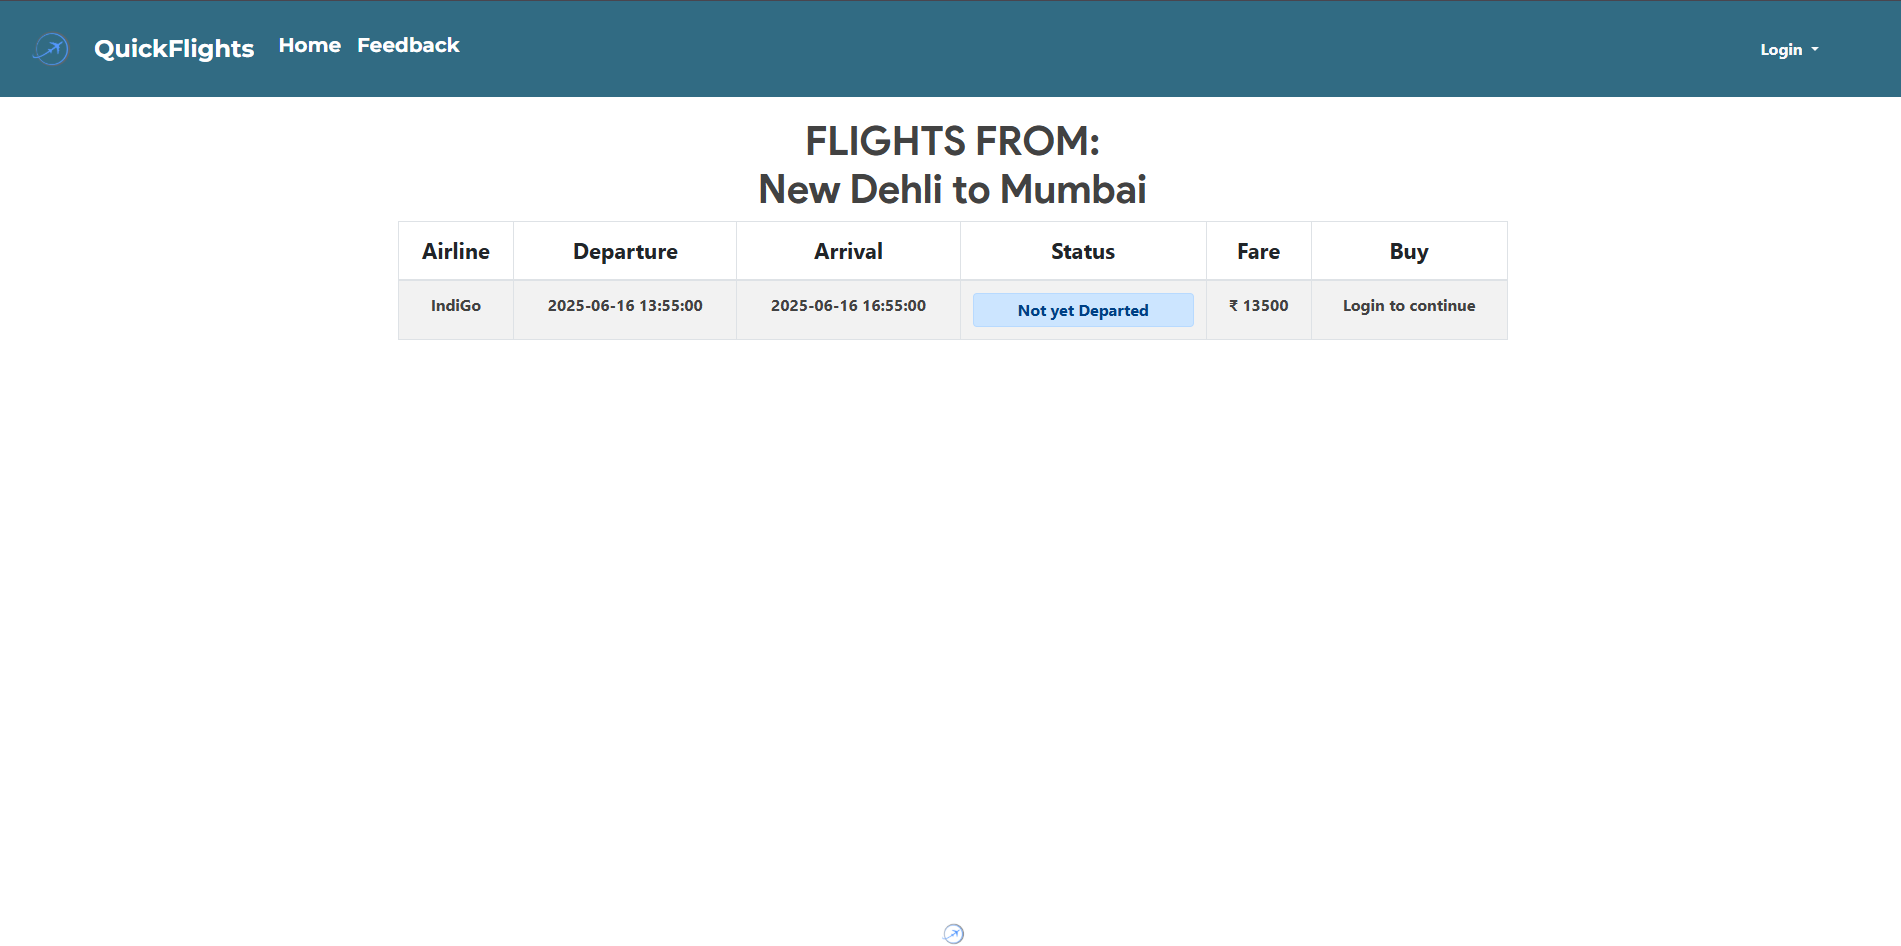 QuickFlights Home Feedback Login
FLIGHTS FROM:
New Dehli to Mumbai
Airline Departure Arrival Status Fare Buy
IndiGo 2025-06-16 13:55:00 2025-06-16 16:55:00 Not yet Departed ₹ 13500 Login to continue